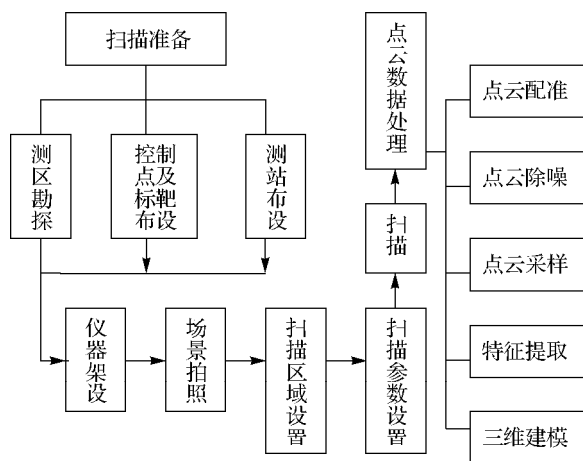 扫描准备
测区勘探
控制
点及
标靶
布设
测站布设
仪器架设
场景拍照
扫描区域设置
扫描参数设置
扫描
点云数据处理
点云配准
点云除噪
点云采样
特征提取
三维建模